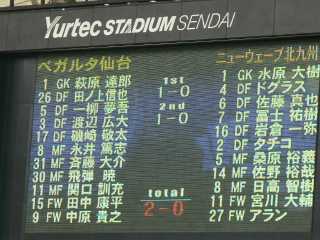 Yurtec STADIUM SENDAI
ベガルタ仙台
1 GK 萩原 達郎
26 DF 田ノ上信也
5 DF 一柳 夢吾
3 DF 渡辺 広大
17 DF 磯崎 敬太
8 MF 永井 篤志
31 MF 斉藤 大介
30 MF 飛弾 暁
11 MF 関口 訓充
15 FW 田中 康平
9 FW 中原 貴之
1st
1-0
2nd
1-0
total
2-0
ニューウェーブ北九州
1 GK 水原 大樹
4 DF ドグラス
6 DF 佐藤 真也
7 DF 冨士 祐樹
16 DF 岩倉 一弥
2 DF タチコ
5 MF 桑原 裕義
14 MF 佐野 裕哉
8 MF 日高 智樹
11 FW 宮川 大輔
27 FW アラン